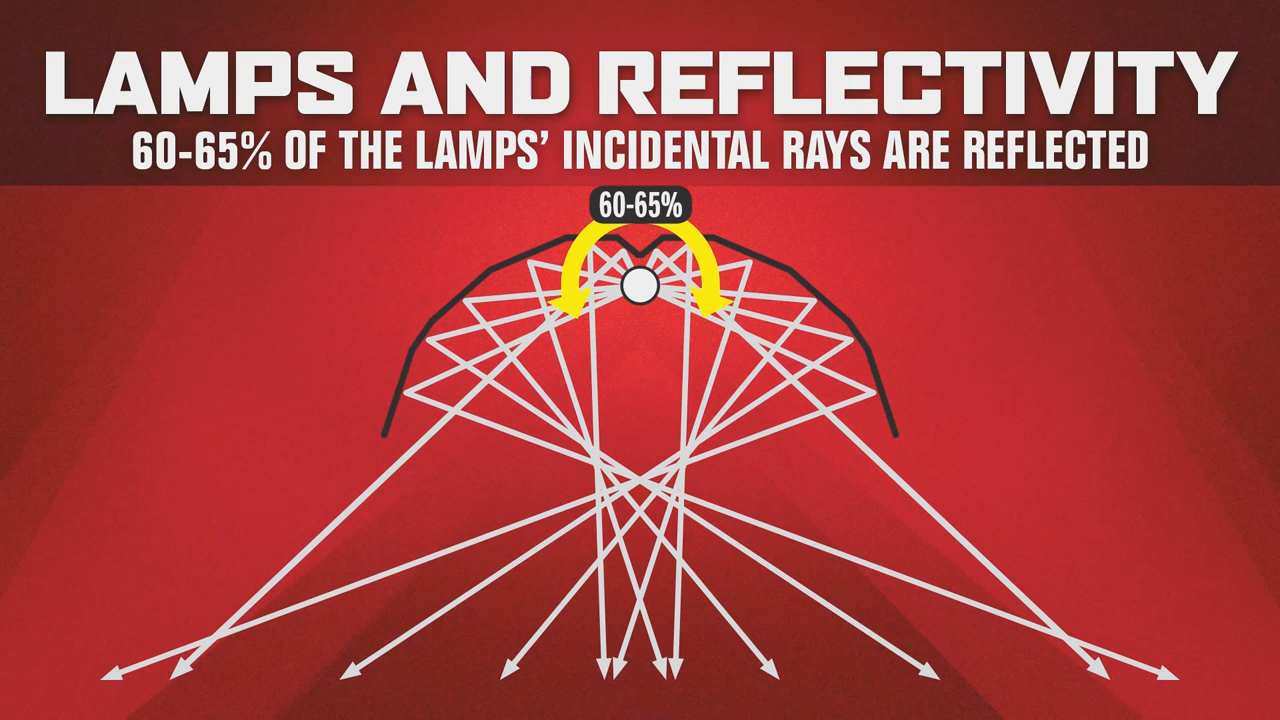 LAMPS AND REFLECTIVITY
60-65% OF THE LAMPS' INCIDENTAL RAYS ARE REFLECTED
60-65%